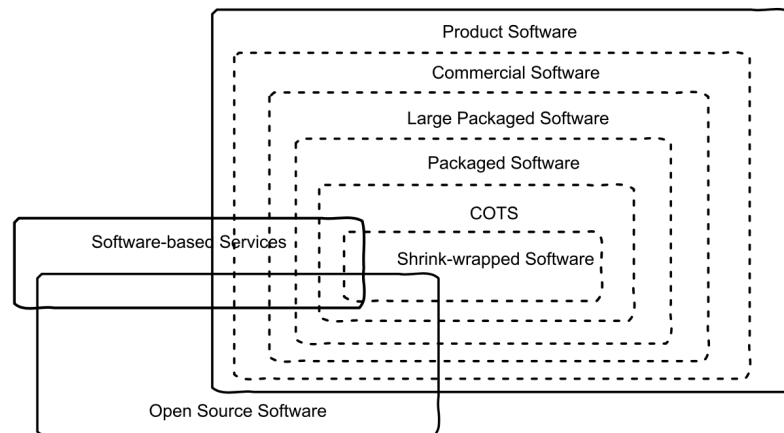 Product Software
Commercial Software
Large Packaged Software
Packaged Software
COTS
Software-based Services
Shrink-wrapped Software
Open Source Software